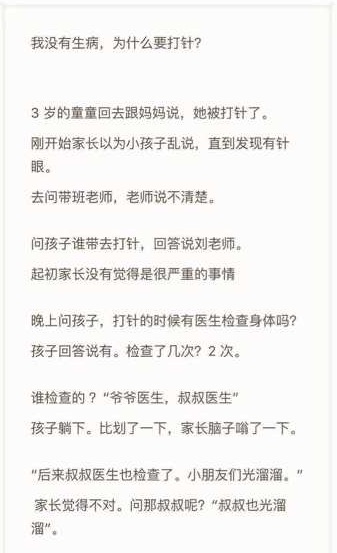 我没有生病，为什么要打针？
3 岁的童童回去跟妈妈说，她被打针了。
刚开始家长以为小孩子乱说，直到发现有针
眼。
去问带班老师，老师说不清楚。
问孩子谁带去打针，回答说刘老师。
起初家长没有觉得是很严重的事情
晚上问孩子，打针的时候有医生检查身体吗？
孩子回答说有。检查了几次？2 次。
谁检查的？“爷爷医生，叔叔医生”
孩子躺下。比划了一下，家长脑子嗡了一下。
“后来叔叔医生也检查了。小朋友们光溜溜。”
家长觉得不对。问那叔叔呢？“叔叔也光溜
溜”。